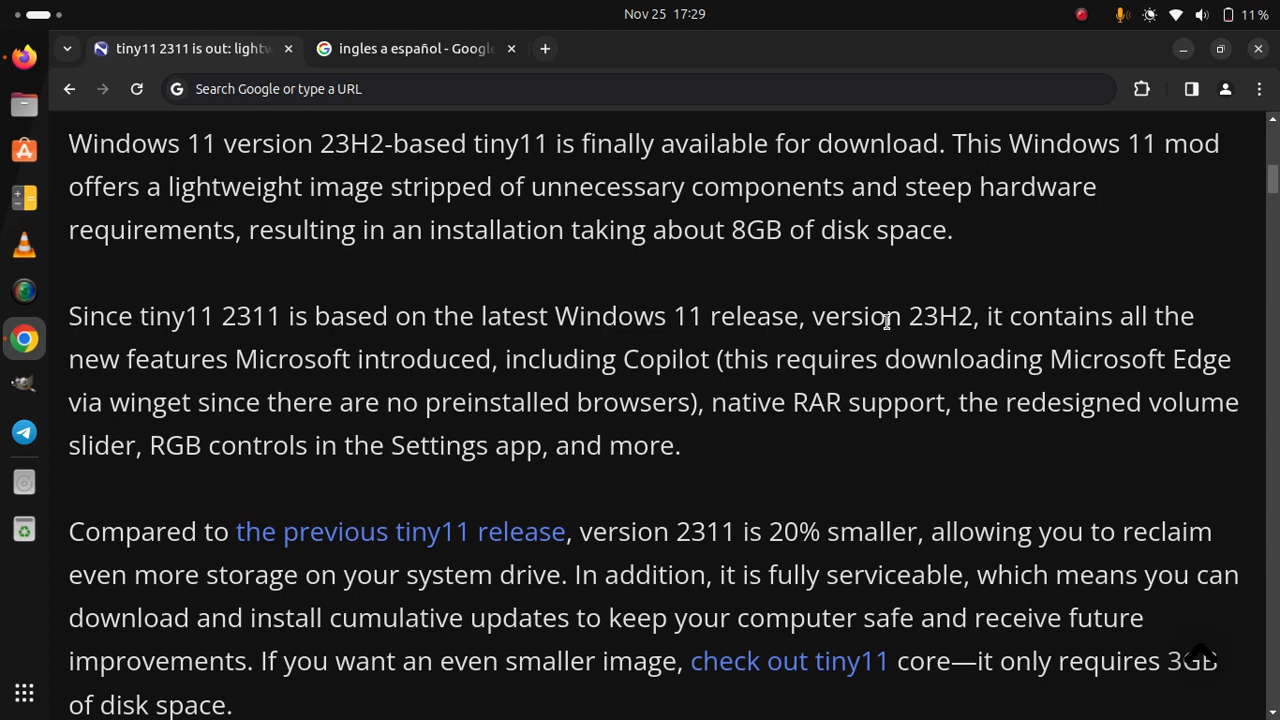 Nov 25 17:29
11 %
tiny11 2311 is out: lightw
ingles a español - Google
Search Google or type a URL
Windows 11 version 23H2-based tiny11 is finally available for download. This Windows 11 mod
offers a lightweight image stripped of unnecessary components and steep hardware
requirements, resulting in an installation taking about 8GB of disk space.
Since tiny11 2311 is based on the latest Windows 11 release, version 23H2, it contains all the
new features Microsoft introduced, including Copilot (this requires downloading Microsoft Edge
via winget since there are no preinstalled browsers), native RAR support, the redesigned volume
slider, RGB controls in the Settings app, and more.
Compared to the previous tiny11 release, version 2311 is 20% smaller, allowing you to reclaim
even more storage on your system drive. In addition, it is fully serviceable, which means you can
download and install cumulative updates to keep your computer safe and receive future
improvements. If you want an even smaller image, check out tiny11 core—it only requires 3GB
of disk space.